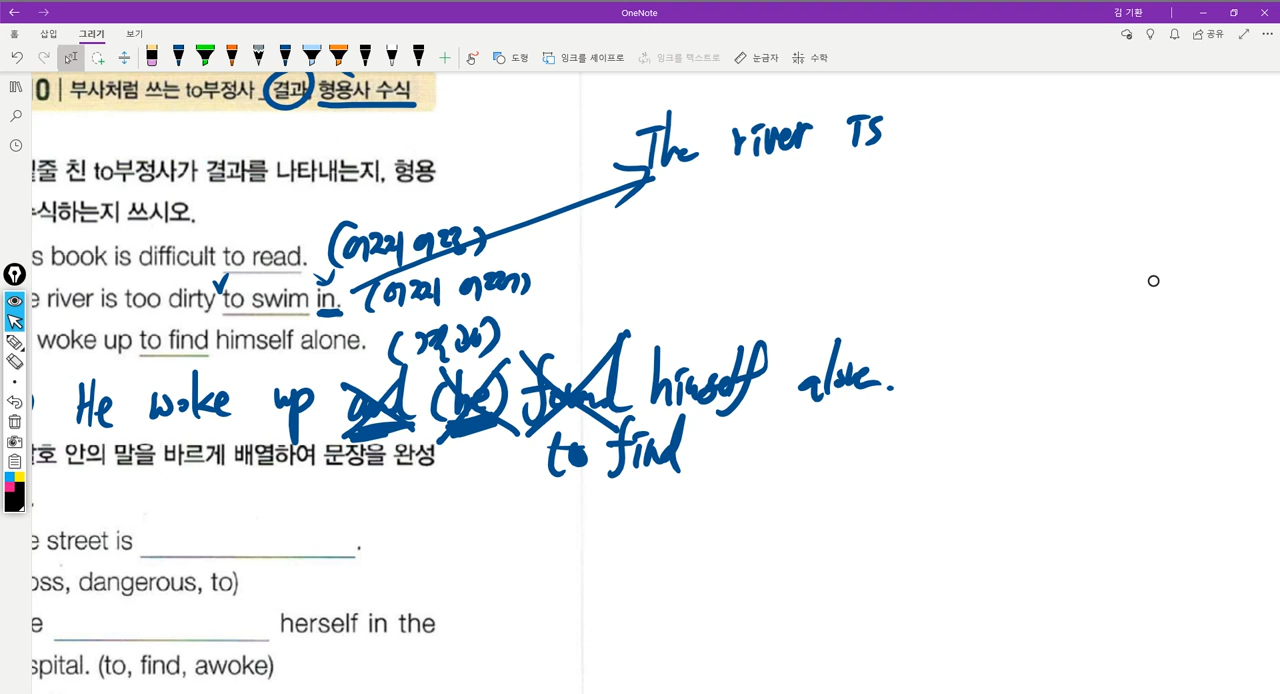 OneNote
김 기환
홈 삽입 그리기 보기
공유
도형 잉크를 셰이프로 잉크를 텍스트로 눈금자 수학
0 | 부사처럼 쓰는 to부정사_결과, 형용사 수식
The river is
밑줄 친 to부정사가 결과를 나타내는지, 형용
수식하는지 쓰시오.
s book is difficult to read.
e river is too dirty to swim in.
woke up to find himself alone.
(결과)
He woke up and (he) found himself alone.
to find
괄호 안의 말을 바르게 배열하여 문장을 완성
e street is
oss, dangerous, to)
e herself in the
spital. (to, find, awoke)